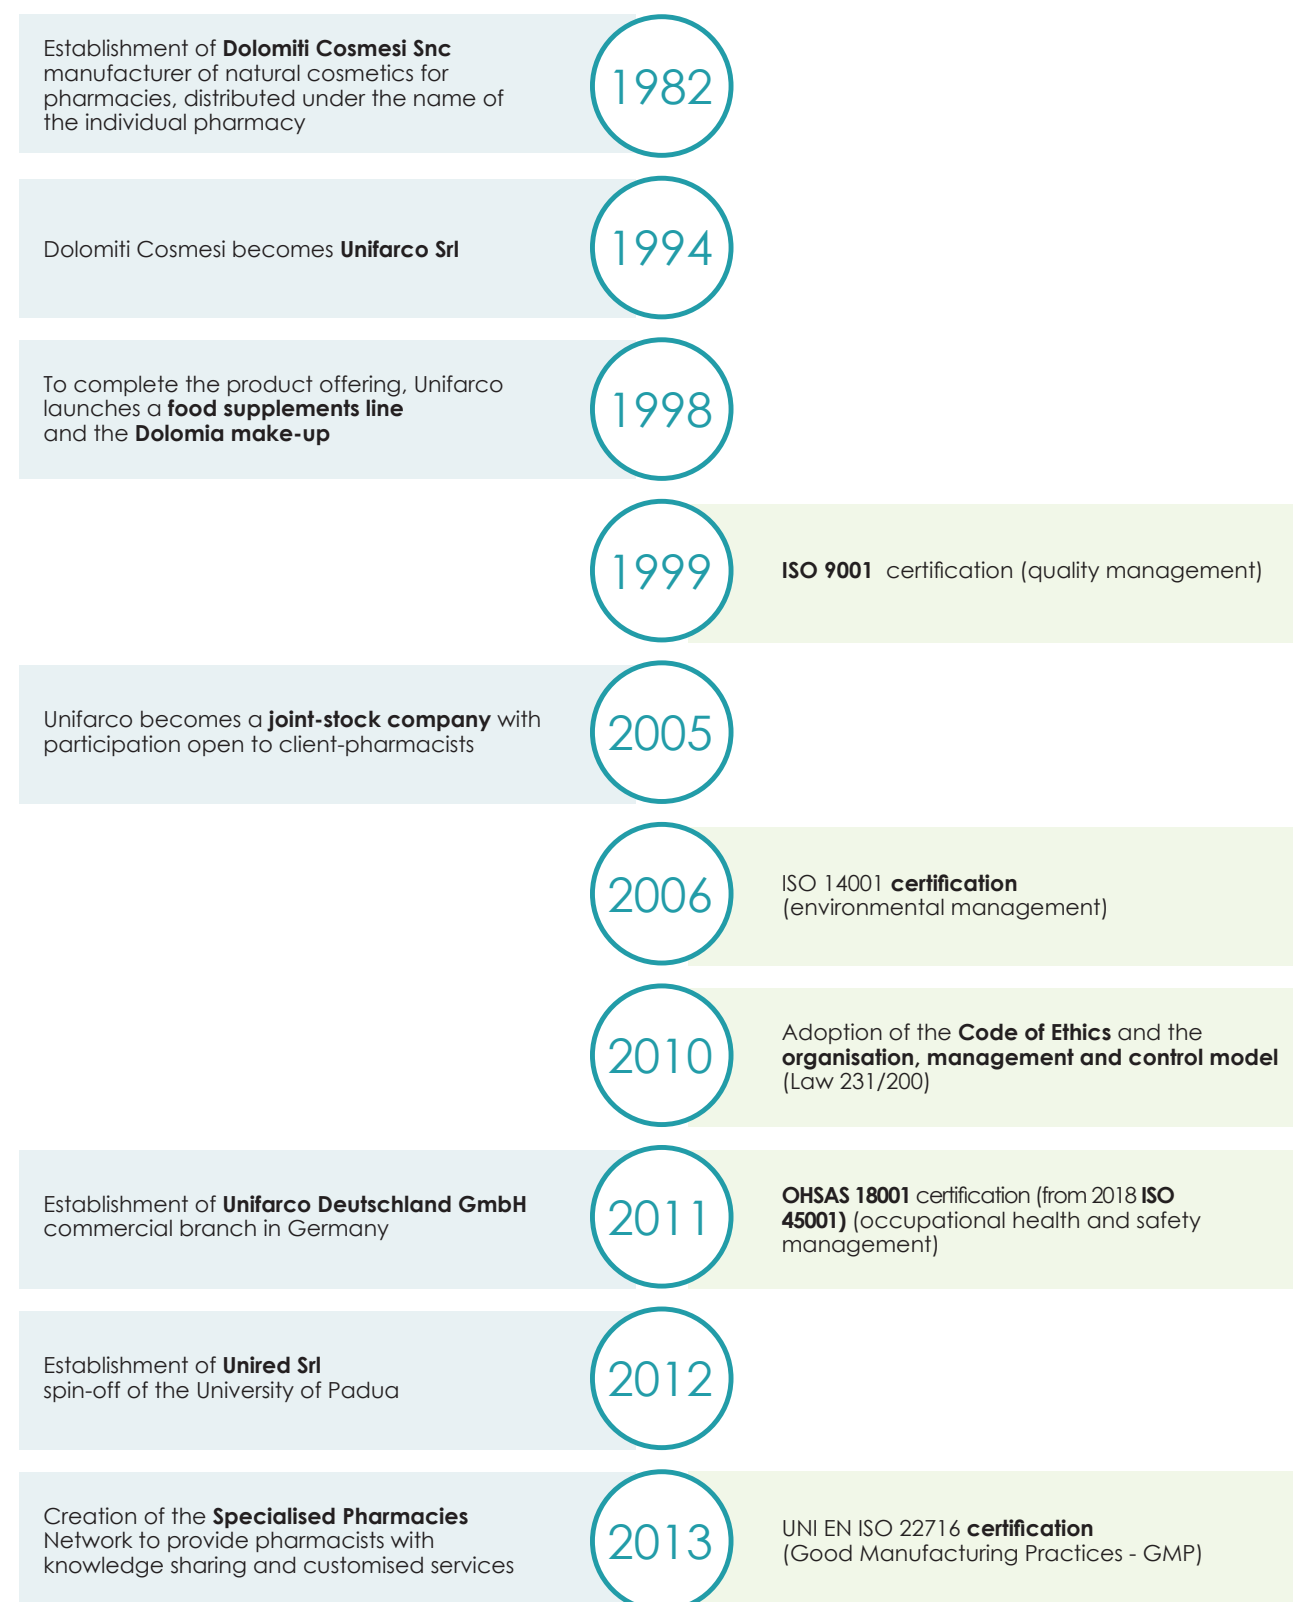 Establishment of Dolomiti Cosmesi Snc
manufacturer of natural cosmetics for
pharmacies, distributed under the name of
the individual pharmacy
1982
Dolomiti Cosmesi becomes Unifarco Srl
1994
To complete the product offering, Unifarco
launches a food supplements line
and the Dolomia make-up
1998
1999
ISO 9001 certification (quality management)
Unifarco becomes a joint-stock company with
participation open to client-pharmacists
2005
2006
ISO 14001 certification
(environmental management)
2010
Adoption of the Code of Ethics and the
organisation, management and control model
(Law 231/200)
Establishment of Unifarco Deutschland GmbH
commercial branch in Germany
2011
OHSAS 18001 certification (from 2018 ISO
45001) (occupational health and safety
management)
Establishment of Unired Srl
spin-off of the University of Padua
2012
Creation of the Specialised Pharmacies
Network to provide pharmacists with
knowledge sharing and customised services
2013
UNI EN ISO 22716 certification
(Good Manufacturing Practices - GMP)